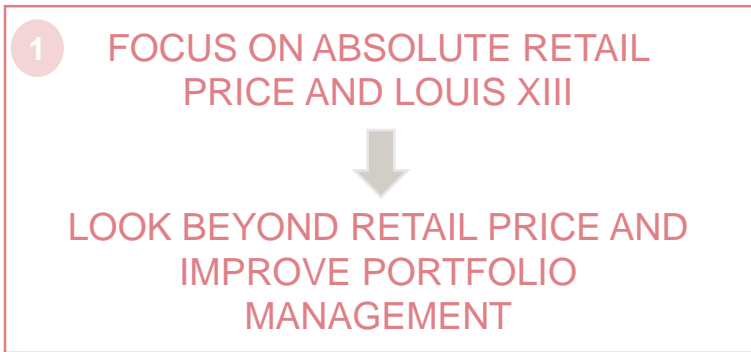 1
FOCUS ON ABSOLUTE RETAIL
PRICE AND LOUIS XIII
LOOK BEYOND RETAIL PRICE AND
IMPROVE PORTFOLIO
MANAGEMENT